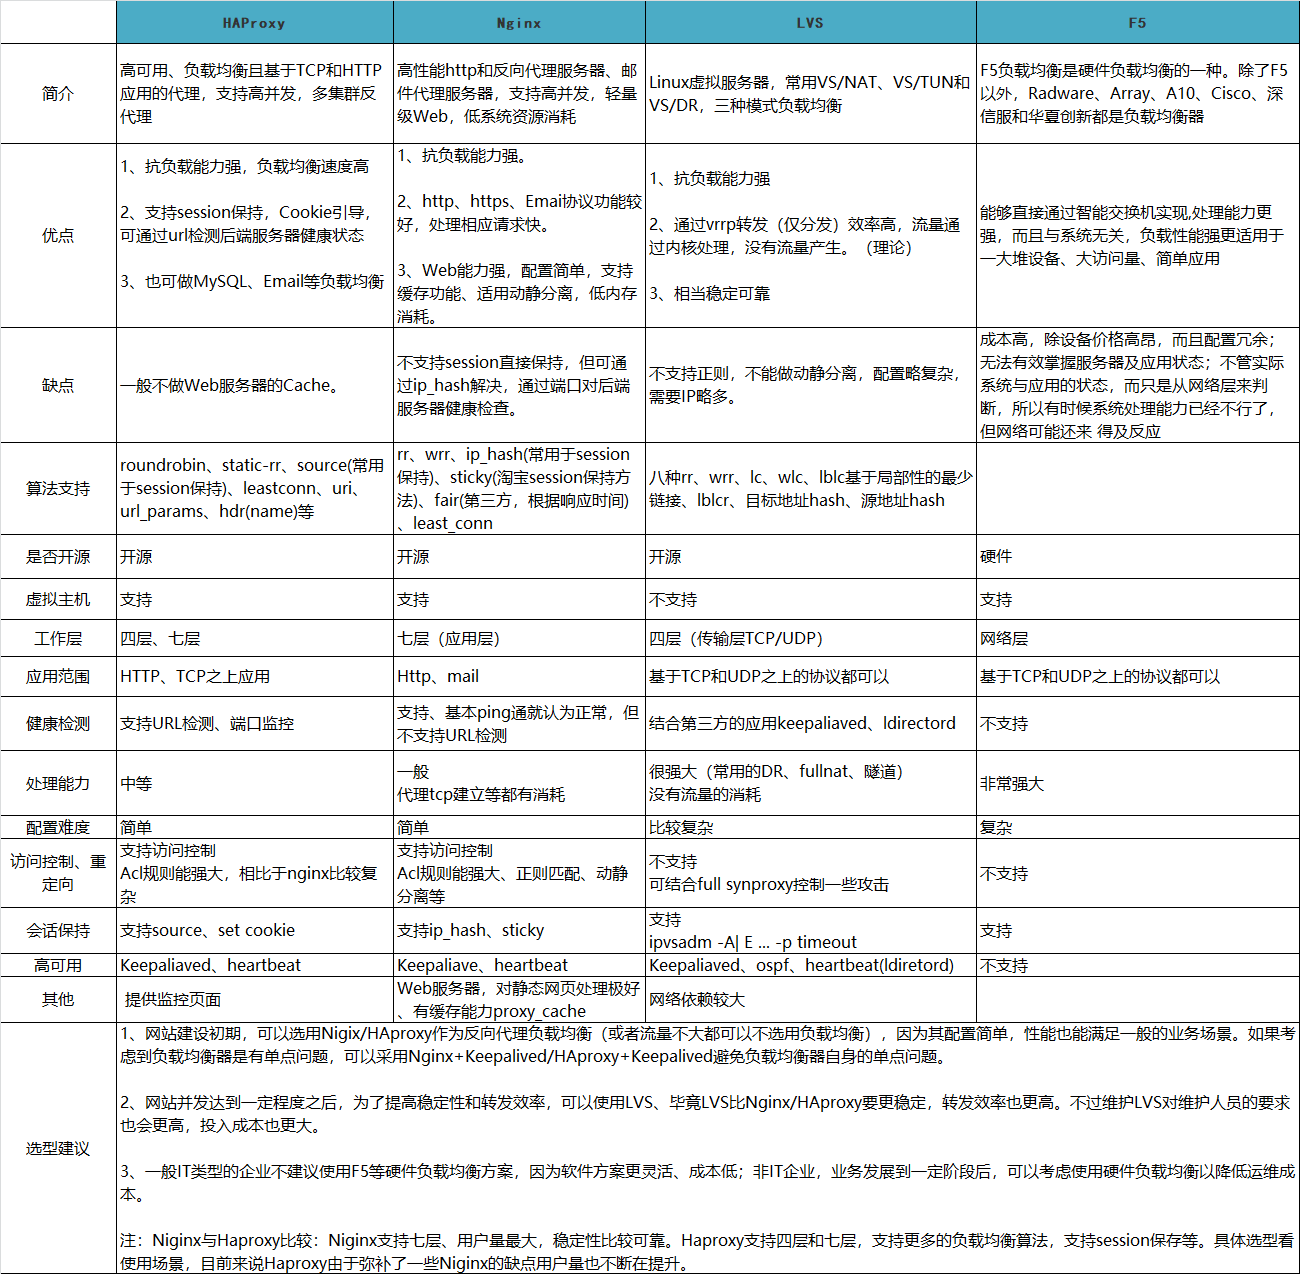 HAProxy
Nginx
LVS
F5
简介
高可用、负载均衡且基于TCP和HTTP
应用的代理，支持高并发，多集群反
代理
高性能http和反向代理服务器、邮
件代理服务器，支持高并发，轻量
级Web，低系统资源消耗
Linux虚拟服务器，常用VS/NAT、VS/TUN和
VS/DR，三种模式负载均衡
F5负载均衡是硬件负载均衡的一种。除了F5
以外，Radware、Array、A10、Cisco、深
信服和华夏创新都是负载均衡器
优点
1、抗负载能力强，负载均衡速度高
2、支持session保持，Cookie引导，
可通过url检测后端服务器健康状态
3、也可做MySQL、Email等负载均衡
1、抗负载能力强。
2、http、https、Emai协议功能较
好，处理相应请求快。
3、Web能力强，配置简单，支持
缓存功能、适用动静分离，低内存
消耗。
1、抗负载能力强
2、通过vrrp转发（仅分发）效率高，流量通
过内核处理，没有流量产生。（理论）
3、相当稳定可靠
能够直接通过智能交换机实现,处理能力更
强，而且与系统无关，负载性能强更适用于
一大堆设备、大访问量、简单应用
缺点
一般不做Web服务器的Cache。
不支持session直接保持，但可通
过ip_hash解决，通过端口对后端
服务器健康检查。
不支持正则，不能做动静分离，配置略复杂，
需要IP略多。
成本高，除设备价格高昂，而且配置冗余；
无法有效掌握服务器及应用状态；不管实际
系统与应用的状态，而只是从网络层来判
断，所以有时候系统处理能力已经不行了，
但网络可能还来 得及反应
算法支持
roundrobin、static-rr、source(常用
于session保持)、leastconn、uri、
url_params、hdr(name)等
rr、wrr、ip_hash(常用于session
保持)、sticky(淘宝session保持方
法)、fair(第三方，根据响应时间)
、least_conn
八种rr、wrr、lc、wlc、lblc基于局部性的最少
链接、lblcr、目标地址hash、源地址hash
是否开源
开源
开源
开源
硬件
虚拟主机
支持
支持
不支持
支持
工作层
四层、七层
七层（应用层）
四层（传输层TCP/UDP）
网络层
应用范围
HTTP、TCP之上应用
Http、mail
基于TCP和UDP之上的协议都可以
基于TCP和UDP之上的协议都可以
健康检测
支持URL检测、端口监控
支持、基本ping通就认为正常，但
不支持URL检测
结合第三方的应用keepaliaved、ldirectord
不支持
处理能力
中等
一般
代理tcp建立等都有消耗
很强大（常用的DR、fullnat、隧道）
没有流量的消耗
非常强大
配置难度
简单
简单
比较复杂
复杂
访问控制、重
定向
支持访问控制
Acl规则能强大，相比于nginx比较复
杂
支持访问控制
Acl规则能强大、正则匹配、动静
分离等
不支持
可结合full synproxy控制一些攻击
不支持
会话保持
支持source、set cookie
支持ip_hash、sticky
支持
ipvsadm -A| E ... -p timeout
支持
高可用
Keepaliaved、heartbeat
Keepaliave、heartbeat
Keepaliaved、ospf、heartbeat(ldiretord)
不支持
其他
提供监控页面
Web服务器，对静态网页处理极好
、有缓存能力proxy_cache
网络依赖较大
选型建议
1、网站建设初期，可以选用Nigix/HAproxy作为反向代理负载均衡（或者流量不大都可以不选用负载均衡），因为其配置简单，性能也能满足一般的业务场景。如果考
虑到负载均衡器是有单点问题，可以采用Nginx+Keepalived/HAproxy+Keepalived避免负载均衡器自身的单点问题。
2、网站并发达到一定程度之后，为了提高稳定性和转发效率，可以使用LVS、毕竟LVS比Nginx/HAproxy要更稳定，转发效率也更高。不过维护LVS对维护人员的要求
也会更高，投入成本也更大。
3、一般IT类型的企业不建议使用F5等硬件负载均衡方案，因为软件方案更灵活、成本低；非IT企业，业务发展到一定阶段后，可以考虑使用硬件负载均衡以降低运维成
本。
注：Niginx与Haproxy比较：Niginx支持七层、用户量最大，稳定性比较可靠。Haproxy支持四层和七层，支持更多的负载均衡算法，支持session保存等。具体选型看
使用场景，目前来说Haproxy由于弥补了一些Niginx的缺点用户量也不断在提升。